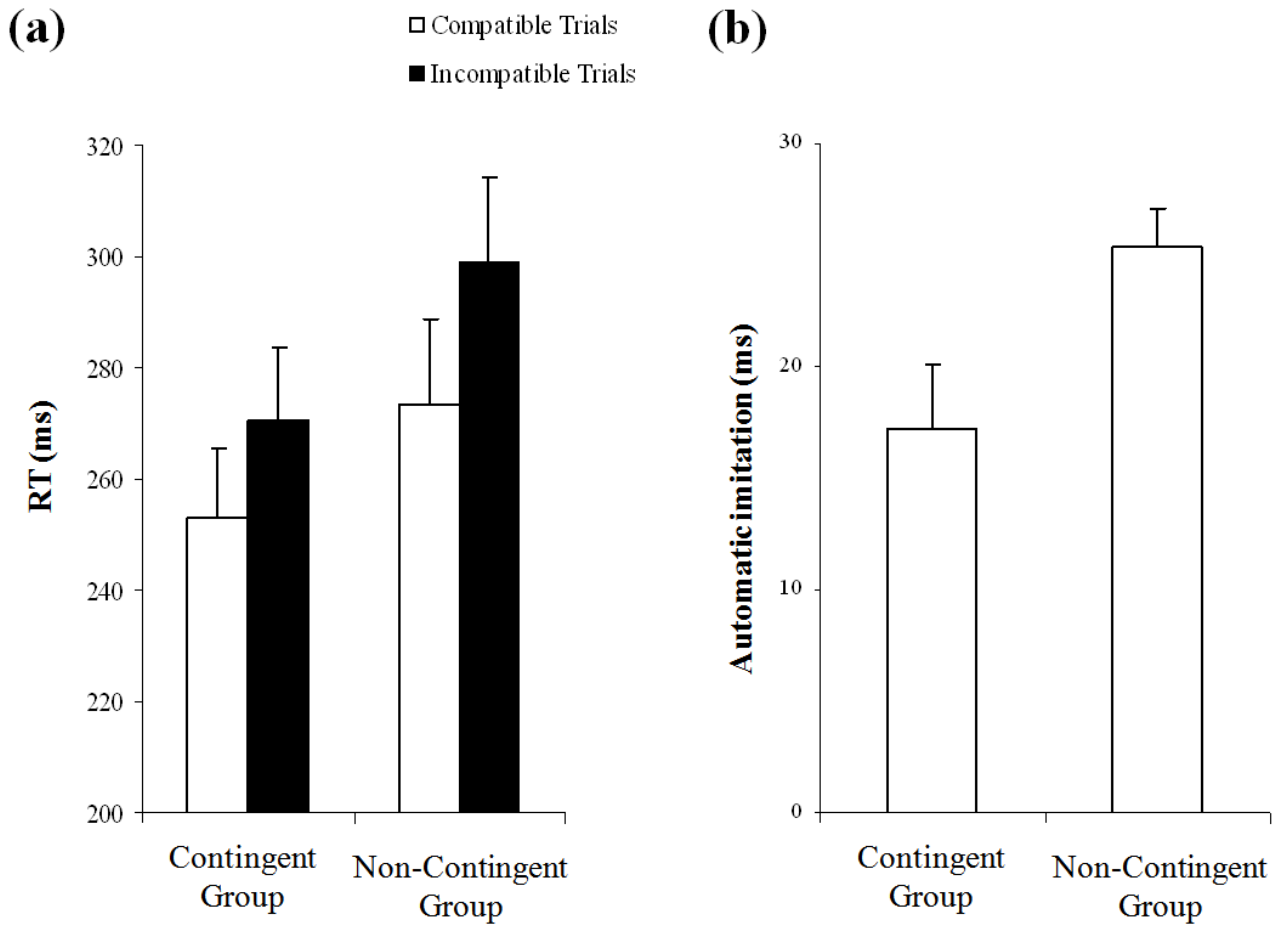 (a)
Compatible Trials
Incompatible Trials
RT (ms)
320
300
280
260
240
220
200
Contingent
Group
Non-Contingent
Group
(b)
Automatic imitation (ms)
30
20
10
0
Contingent
Group
Non-Contingent
Group